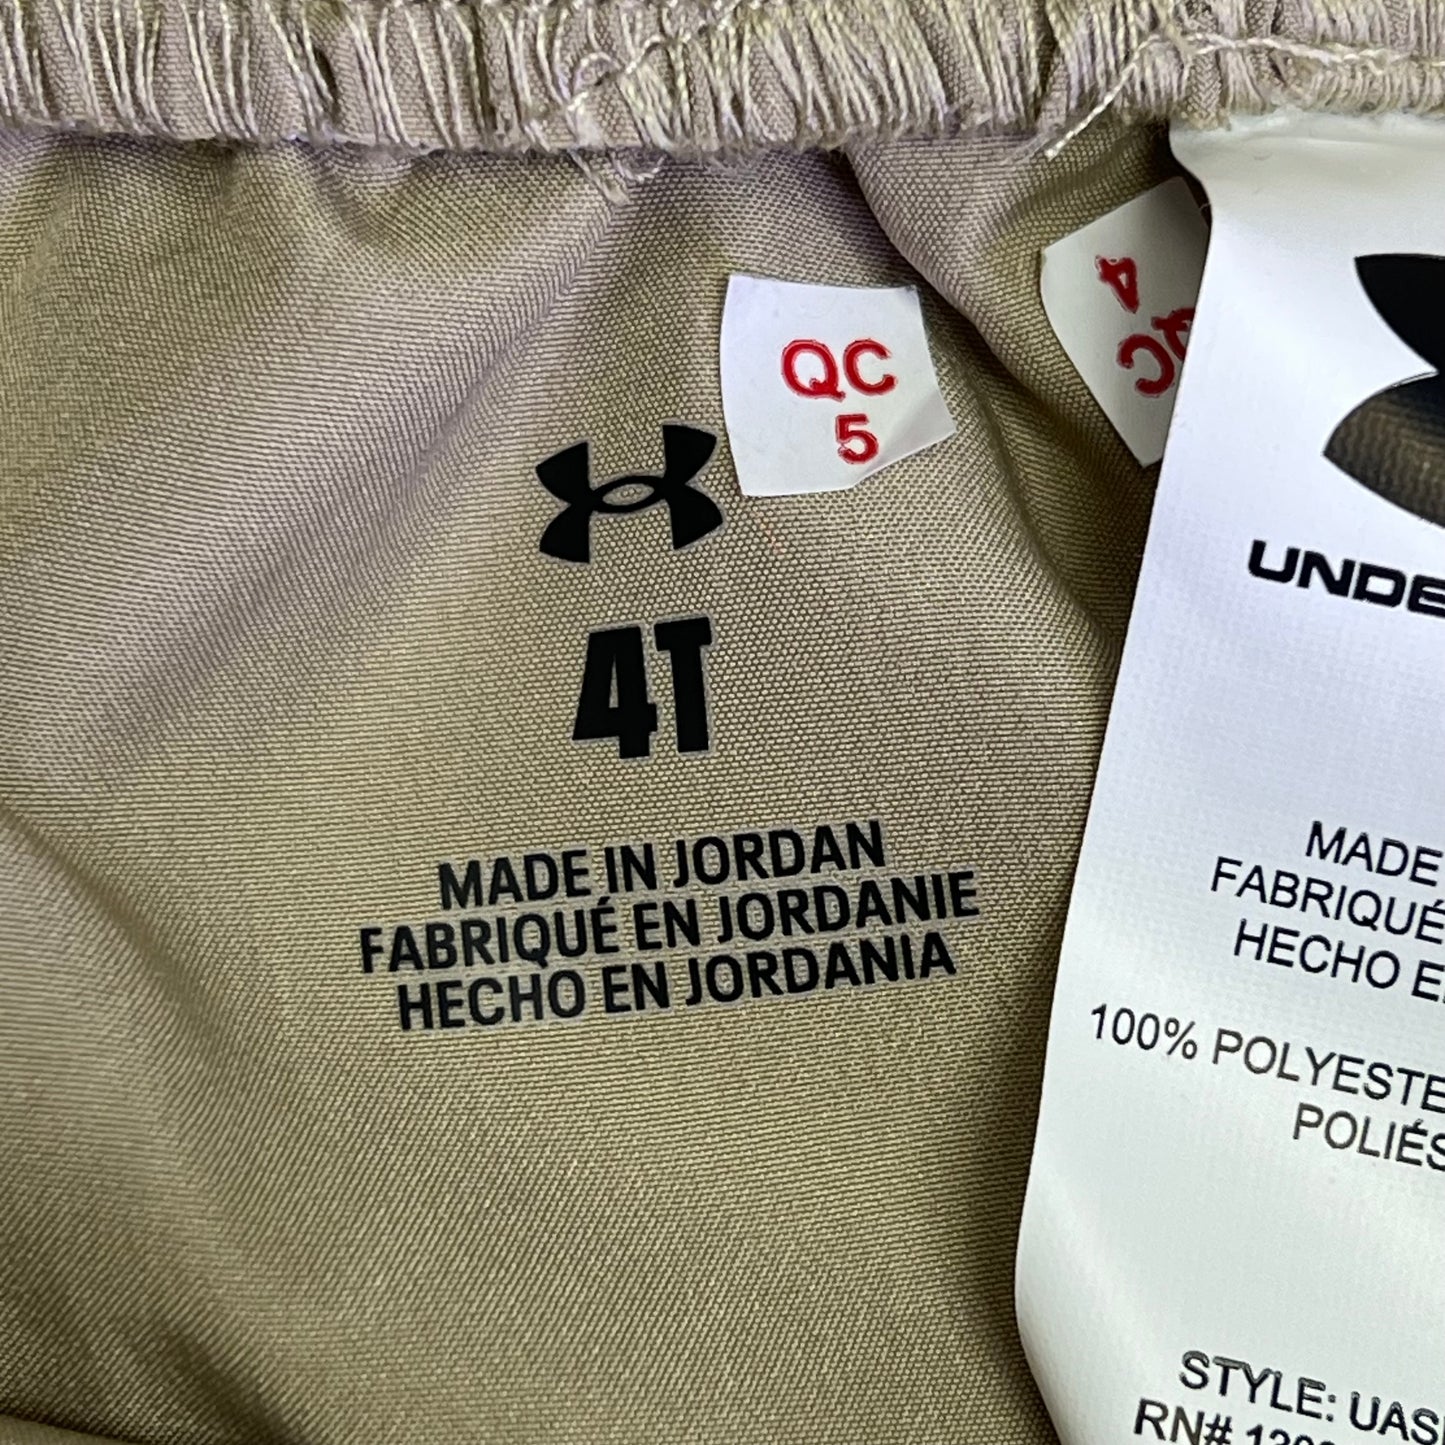 QC
5
4
QC
4T
MADE IN JORDAN
FABRIQUÉ EN JORDANIE
HECHO EN JORDANIA
UNDE
MADE
FABRIQUÉ
HECHO E
100% POLYESTE
POLIÉS
STYLE: UAS
RN#